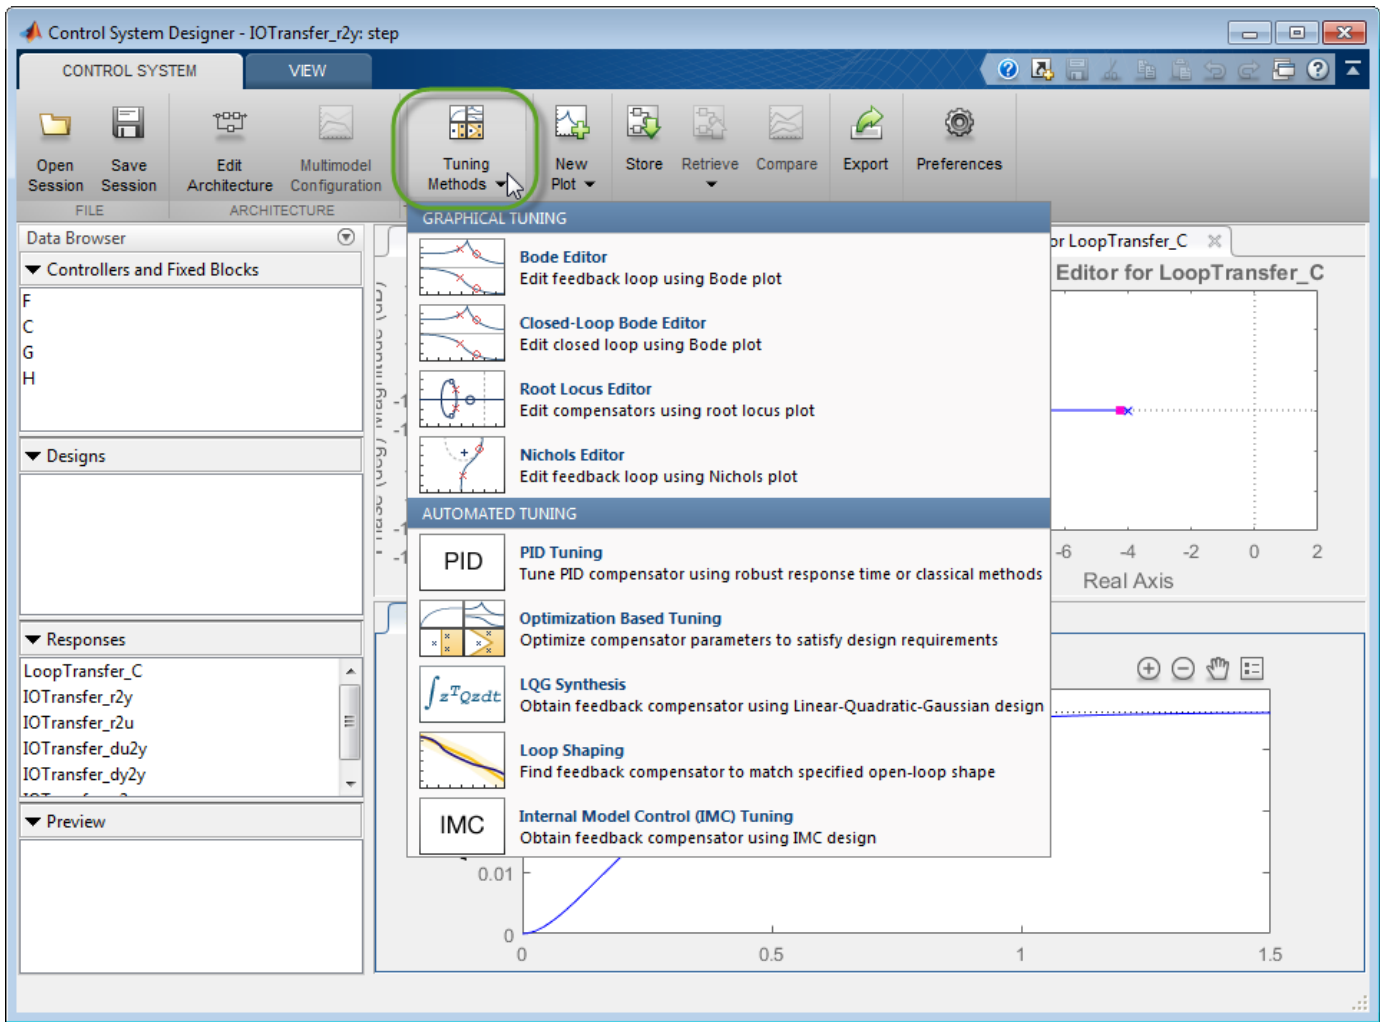 Control System Designer - IOTransfer_r2y: step
CONTROL SYSTEM
VIEW
Open Session
Save Session
Edit Architecture
Multimodel Configuration
Tuning Methods
New Plot
Store
Retrieve
Compare
Export
Preferences
FILE
ARCHITECTURE
Data Browser
Controllers and Fixed Blocks
F
C
G
H
Designs
Responses
LoopTransfer_C
IOTransfer_r2y
IOTransfer_r2u
IOTransfer_du2y
IOTransfer_dy2y
Preview
GRAPHICAL TUNING
Bode Editor
Edit feedback loop using Bode plot
Closed-Loop Bode Editor
Edit closed loop using Bode plot
Root Locus Editor
Edit compensators using root locus plot
Nichols Editor
Edit feedback loop using Nichols plot
AUTOMATED TUNING
PID
PID Tuning
Tune PID compensator using robust response time or classical methods
Optimization Based Tuning
Optimize compensator parameters to satisfy design requirements
∫zᵀQzdt
LQG Synthesis
Obtain feedback compensator using Linear-Quadratic-Gaussian design
Loop Shaping
Find feedback compensator to match specified open-loop shape
IMC
Internal Model Control (IMC) Tuning
Obtain feedback compensator using IMC design
or LoopTransfer_C
Editor for LoopTransfer_C
-6 -4 -2 0 2
Real Axis
0.01
0
0 0.5 1 1.5